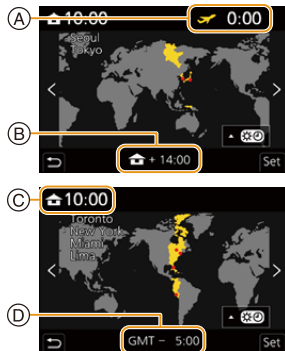 A
10:00
0:00
Seoul
Tokyo
B
+ 14:00
Set
C
10:00
Toronto
New York
Miami
Lima
D
GMT - 5:00
Set